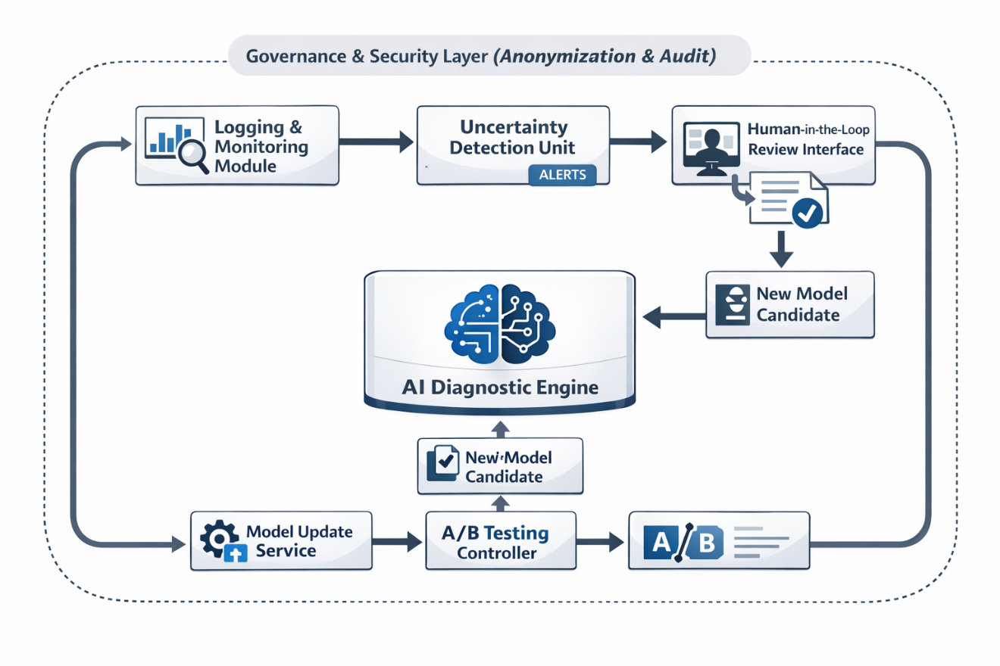 Governance & Security Layer (Anonymization & Audit)
Logging &
Monitoring
Module
Uncertainty
Detection Unit
ALERTS
Human-in-the-Loop
Review Interface
New Model
Candidate
AI Diagnostic Engine
New Model
Candidate
Model Update
Service
A/B Testing
Controller
A/B